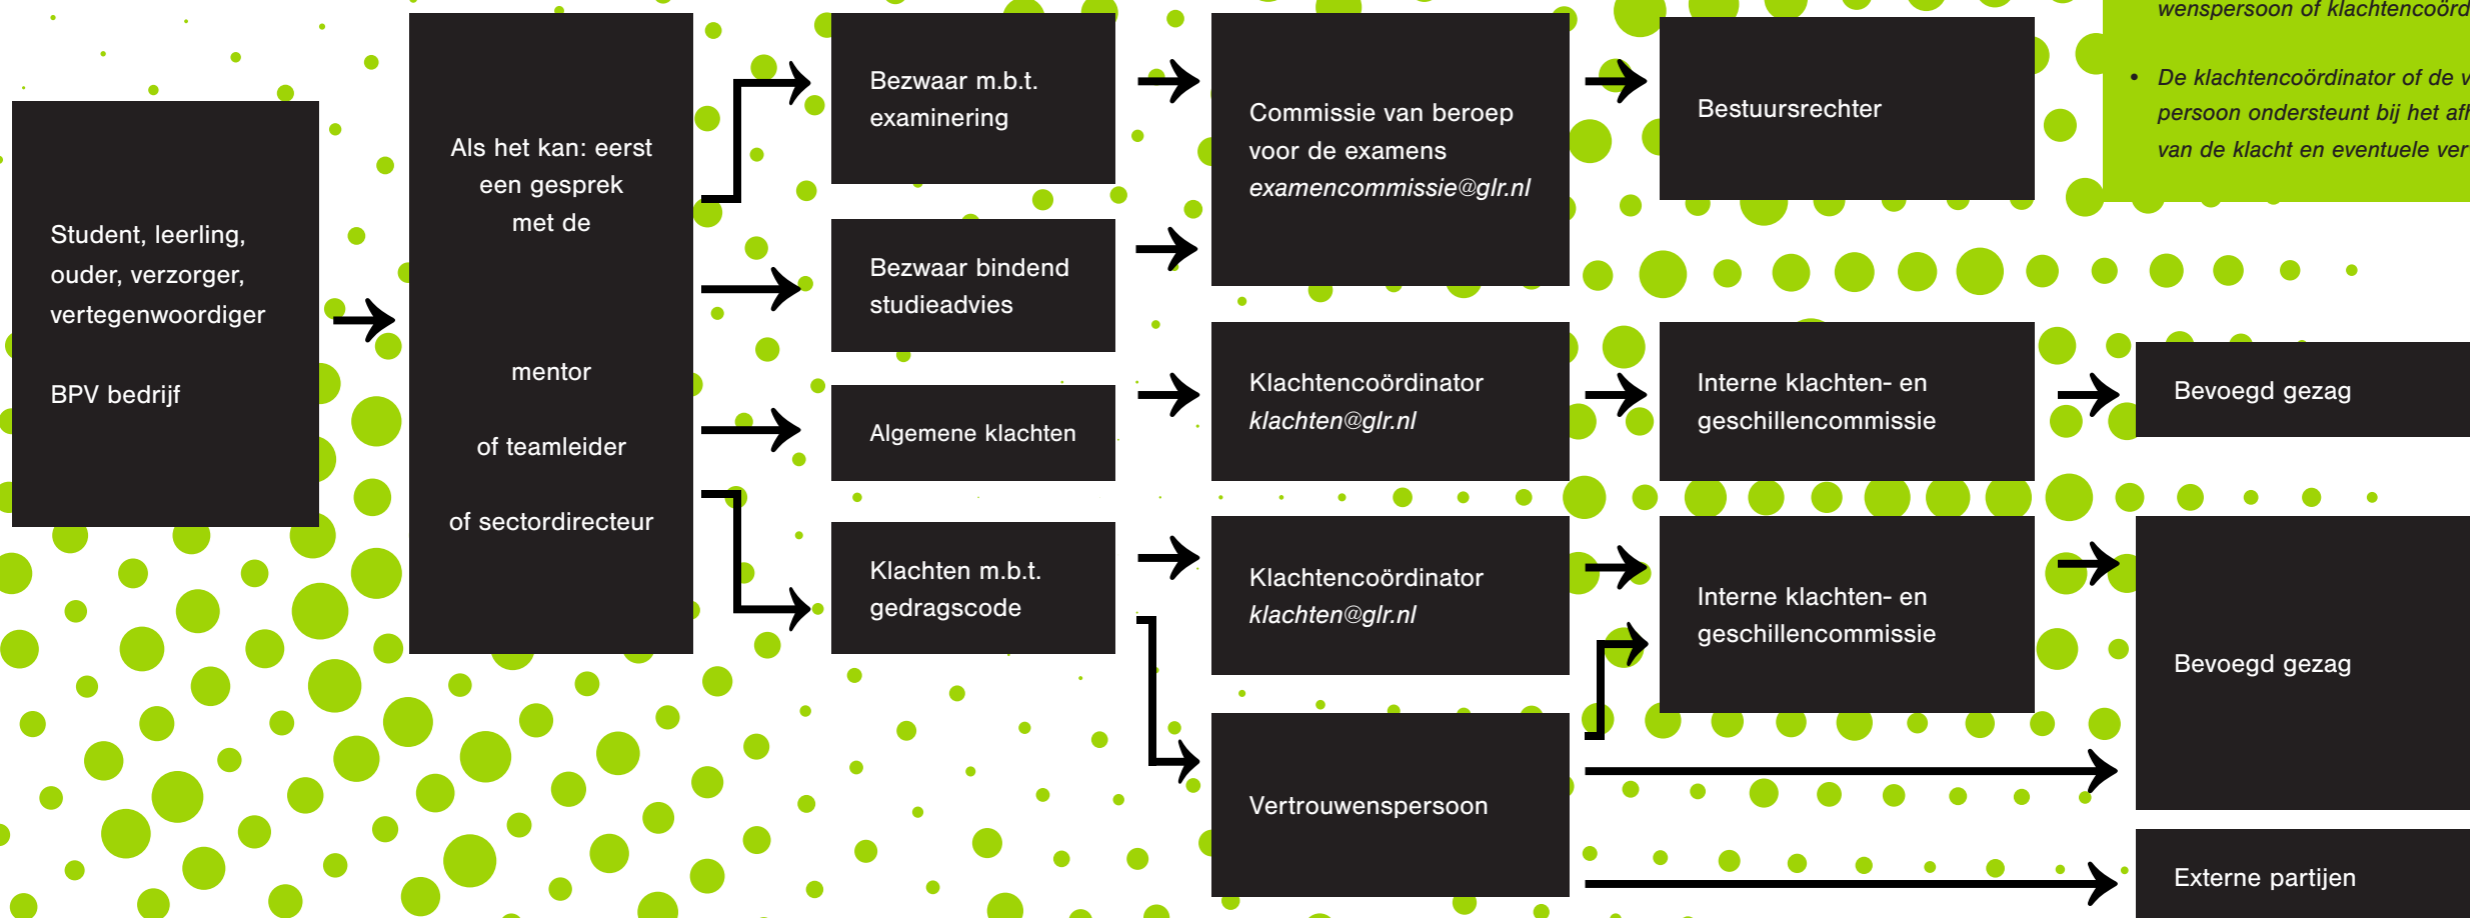 Student, leerling,
ouder, verzorger,
vertegenwoordiger
BPV bedrijf
Als het kan: eerst
een gesprek
met de
mentor
of teamleider
of sectordirecteur
Bezwaar m.b.t.
examinering
Bezwaar bindend
studieadvies
Algemene klachten
Klachten m.b.t.
gedragscode
Commissie van beroep
voor de examens
examencommissie@glr.nl
Klachtencoördinator
klachten@glr.nl
Klachtencoördinator
klachten@glr.nl
Vertrouwenspersoon
Bestuursrechter
Interne klachten- en
geschillencommissie
Interne klachten- en
geschillencommissie
Bevoegd gezag
Bevoegd gezag
Externe partijen
wenspersoon of
• De klachtencoördinator of de
persoon ondersteunt bij het
van de klacht en eventuele